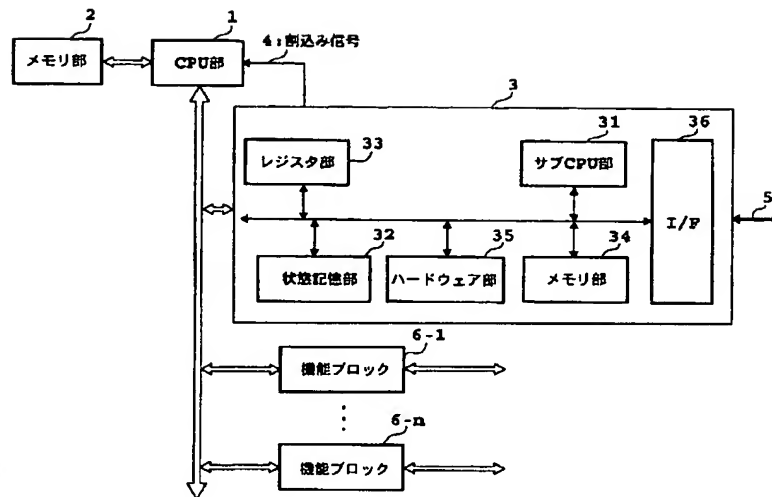 2
メモリ部
1
CPU部
4:割込み信号
3
33
レジスタ部
31
サブCPU部
36
I/F
5
32
状態記憶部
35
ハードウェア部
34
メモリ部
6-1
機能ブロック
6-n
機能ブロック